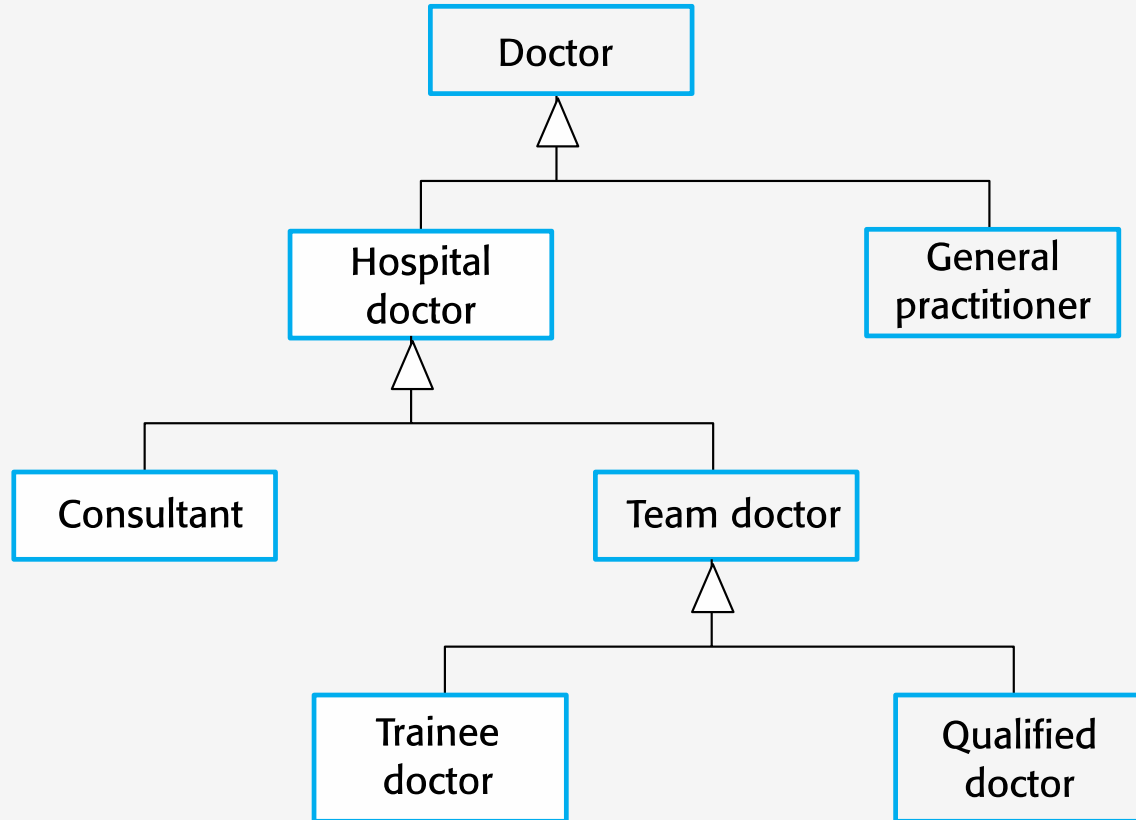 Doctor
Hospital
doctor
General
practitioner
Consultant
Team doctor
Trainee
doctor
Qualified
doctor